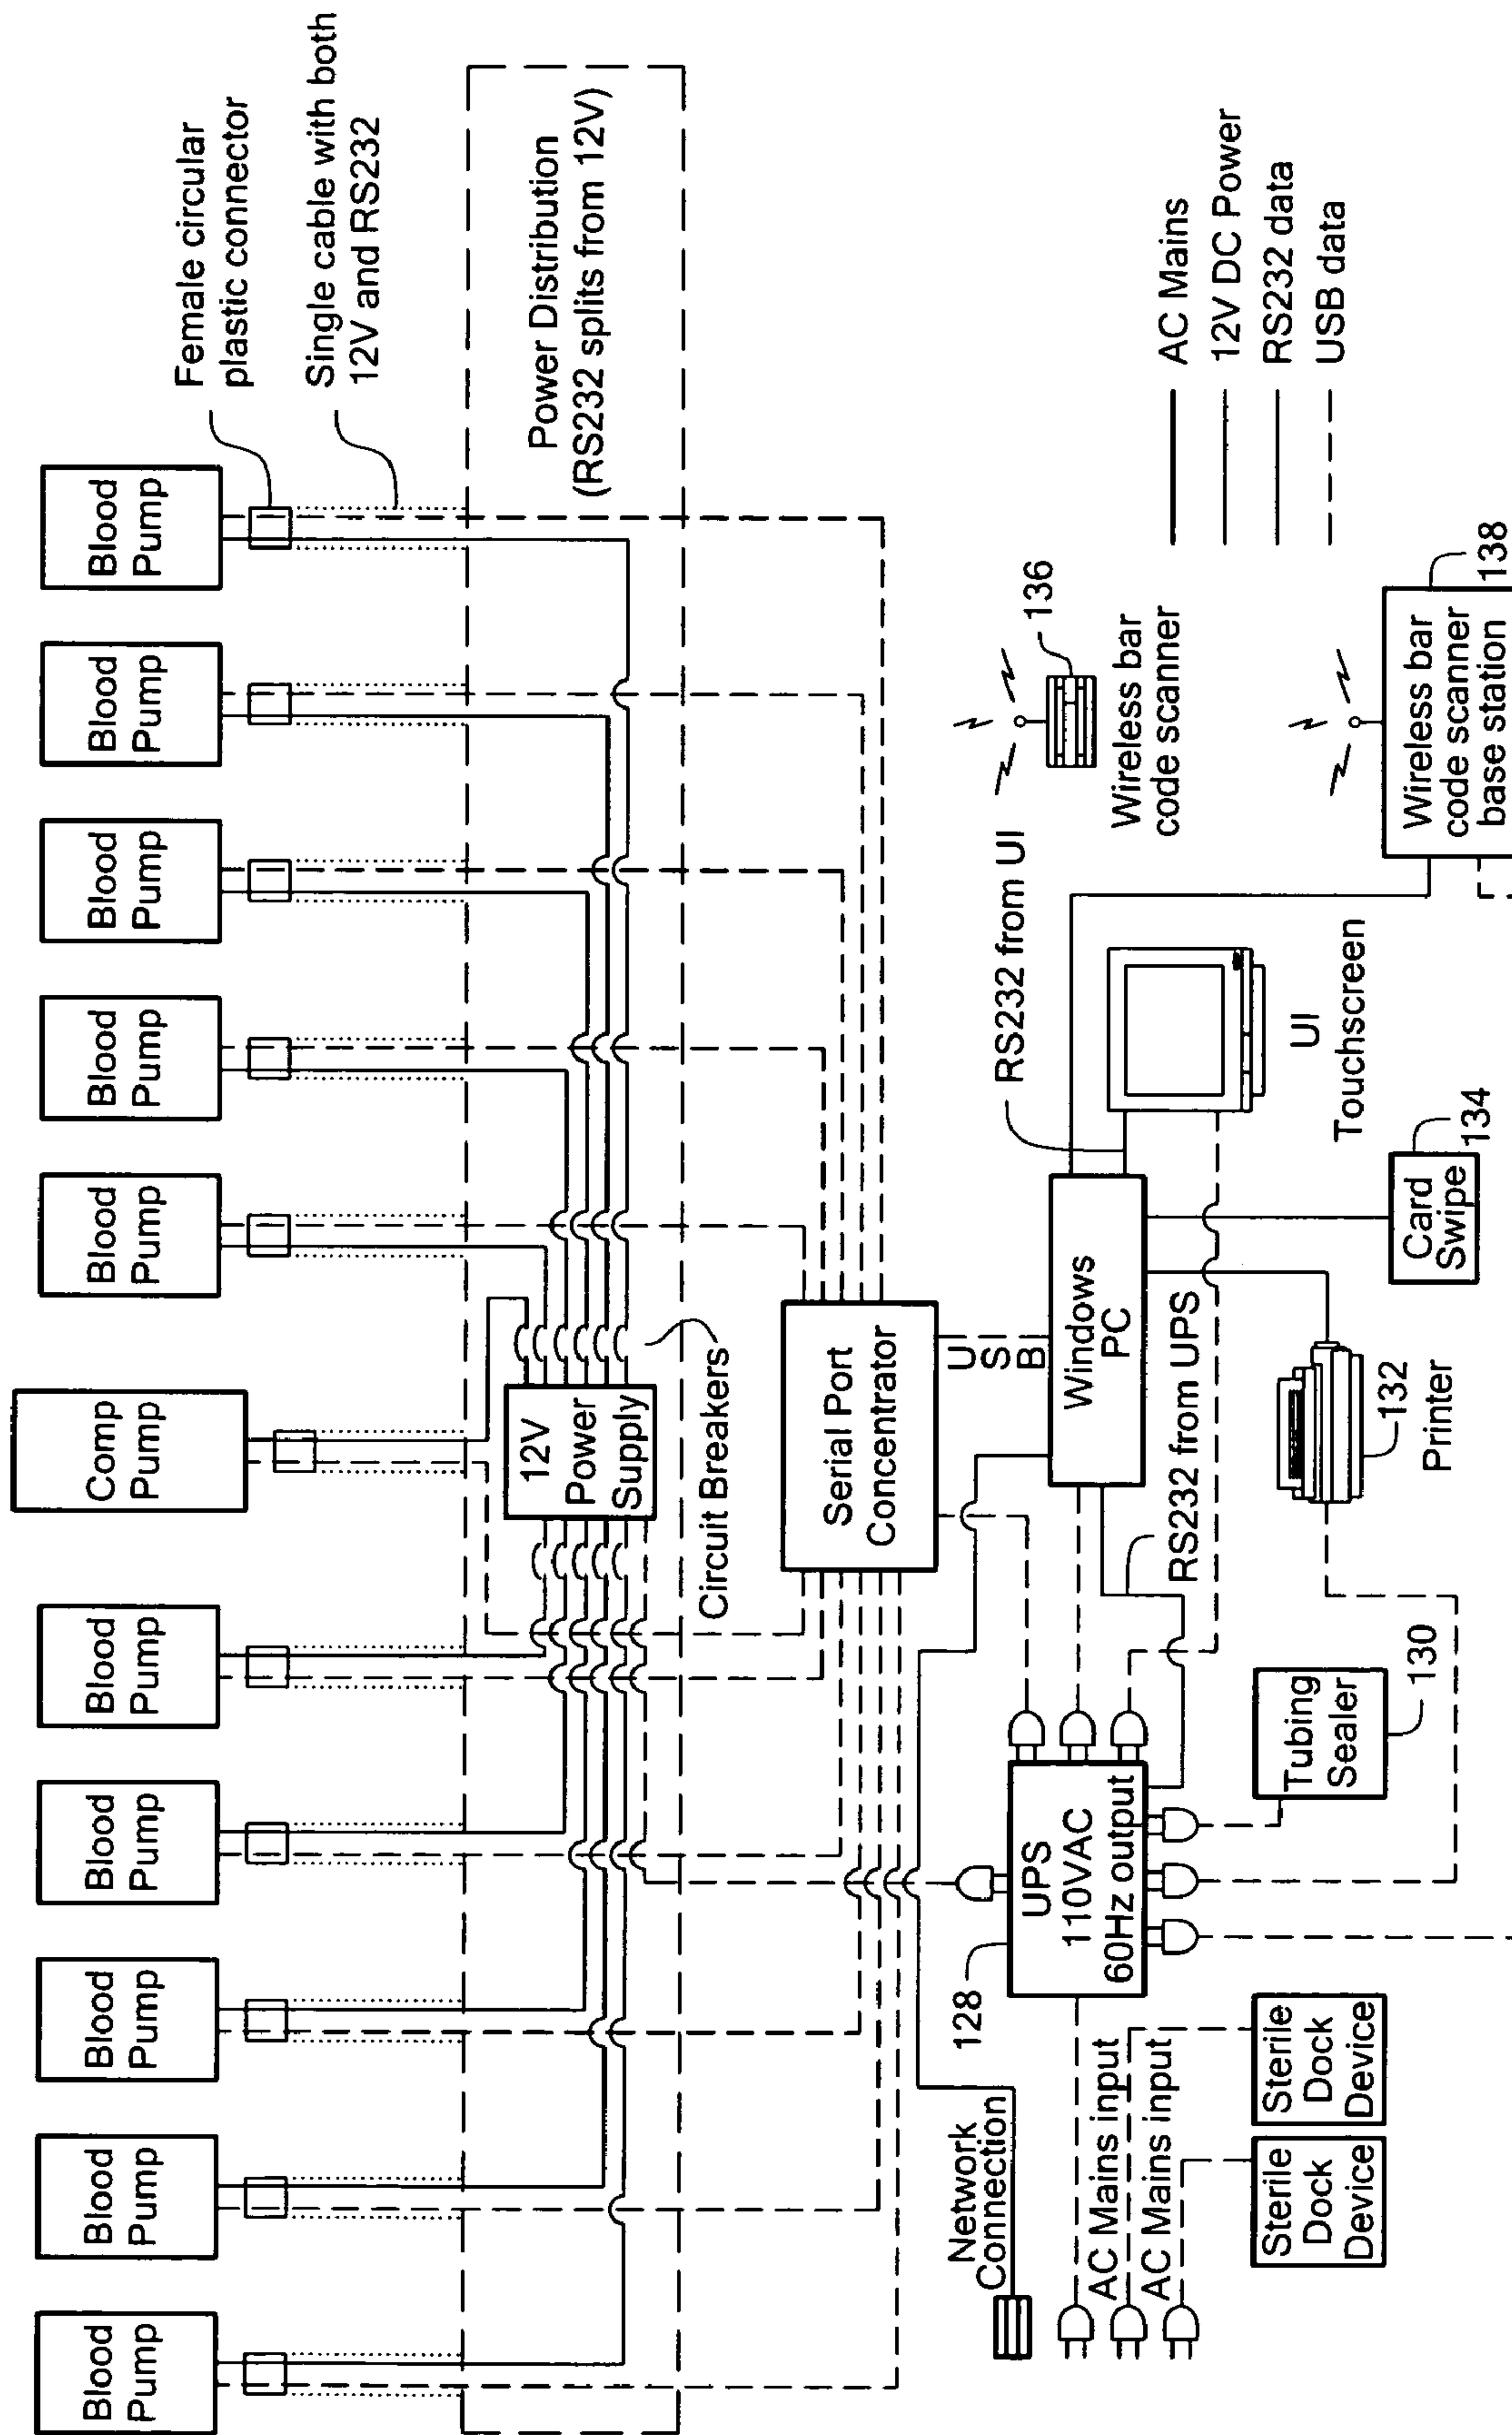 Blood
Pump
Blood
Pump
Blood
Pump
Blood
Pump
Blood
Pump
Comp
Pump
Blood
Pump
Blood
Pump
Blood
Pump
Blood
Pump
Blood
Pump
Female circular
plastic connector
Single cable with both
12V and RS232
Power Distribution
(RS232 splits from 12V)
12V
Power
Supply
Circuit Breakers
Serial Port
Concentrator
U
S
B
Network
Connection
128
UPS
110VAC
60Hz output
AC Mains input
AC Mains input
Sterile
Dock
Device
Sterile
Dock
Device
Tubing
Sealer
130
Windows
PC
RS232 from UPS
RS232 from UI
UI
Touchscreen
132
Printer
Card
Swipe
134
136
Wireless bar
code scanner
Wireless bar
code scanner
base station
138
AC Mains
12V DC Power
RS232 data
USB data